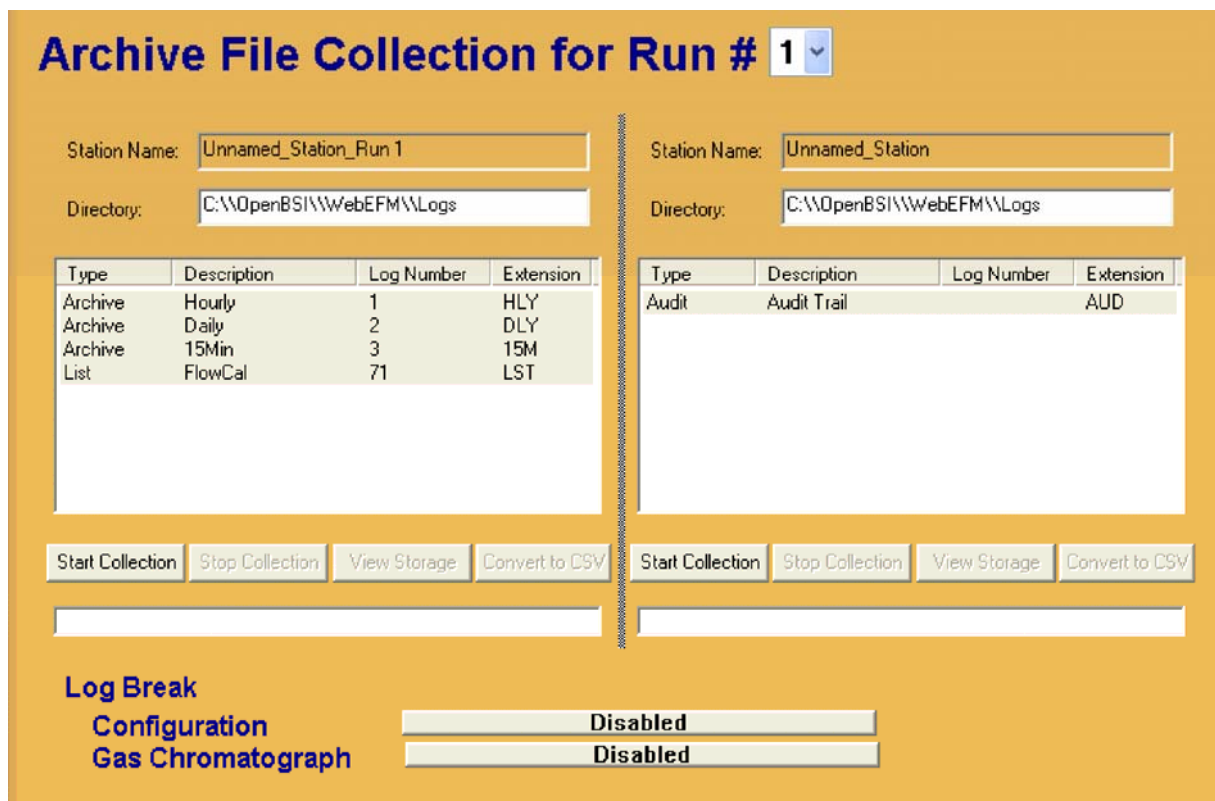 Archive File Collection for Run # 1
Station Name: Unnamed_Station_Run 1
Directory: C:\\OpenBSI\\WebEFM\\Logs
Type Description Log Number Extension
Archive Hourly 1 HLY
Archive Daily 2 DLY
Archive 15Min 3 15M
List FlowCal 71 LST
Start Collection Stop Collection View Storage Convert to CSV
Station Name: Unnamed_Station
Directory: C:\\OpenBSI\\WebEFM\\Logs
Type Description Log Number Extension
Audit Audit Trail AUD
Start Collection Stop Collection View Storage Convert to CSV
Log Break
Configuration Disabled
Gas Chromatograph Disabled